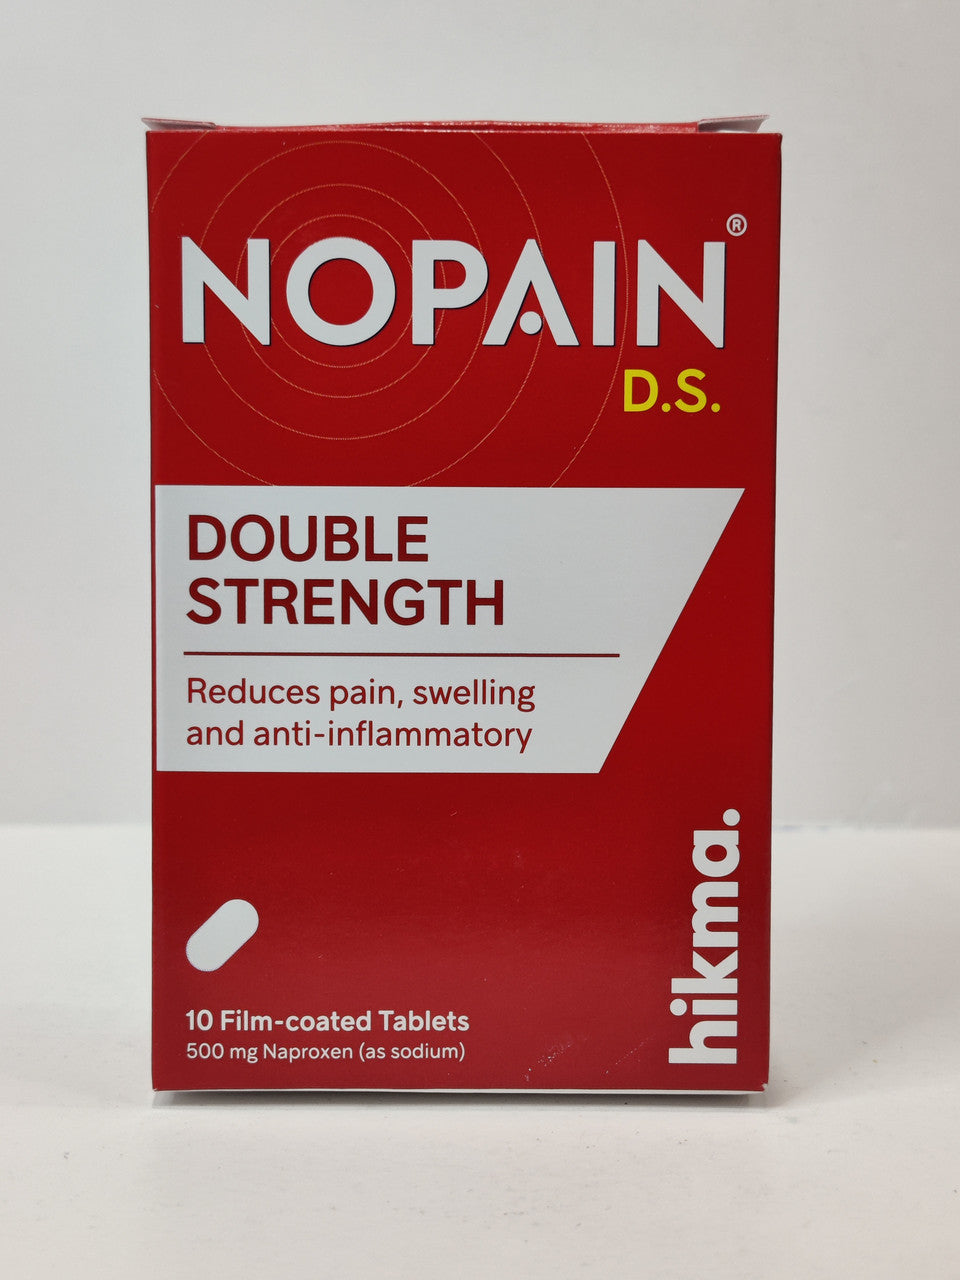 NOPAIN®
D.S.
DOUBLE
STRENGTH
Reduces pain, swelling
and anti-inflammatory
10 Film-coated Tablets
500 mg Naproxen (as sodium)
hikma.